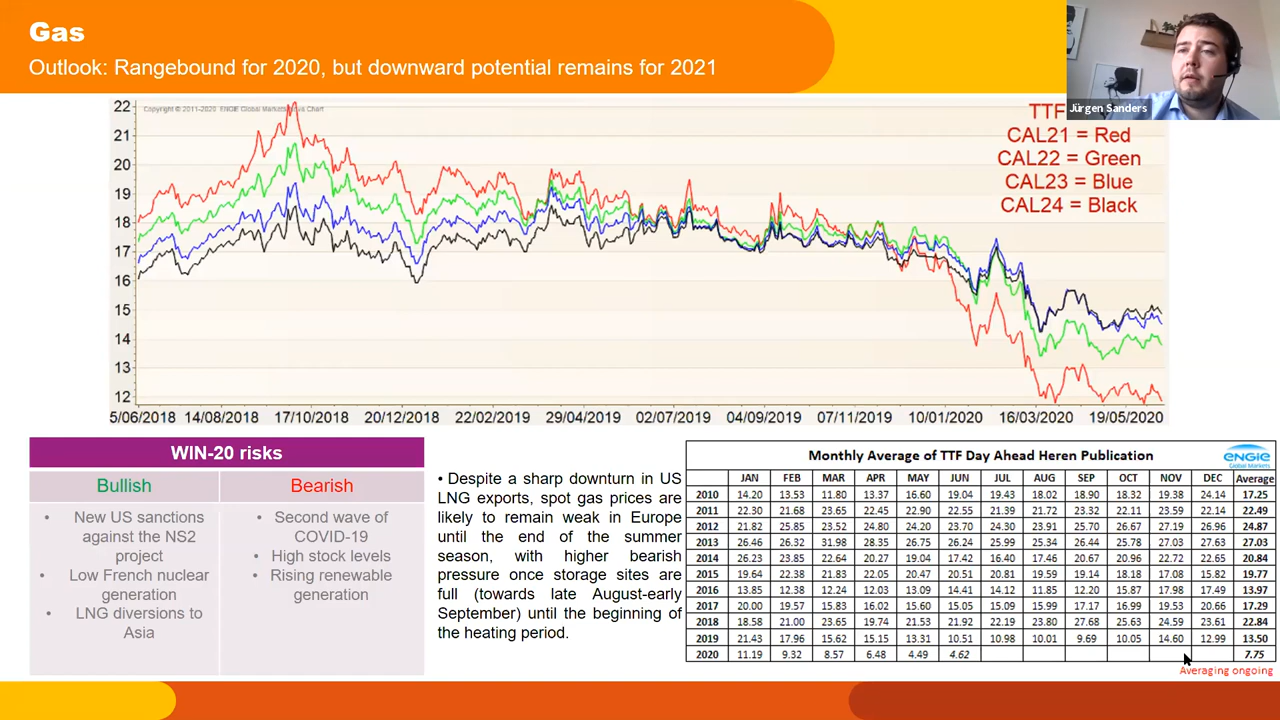 Gas
Outlook: Rangebound for 2020, but downward potential remains for 2021
Jürgen Sanders
Copyright © 2011-2020 ENGIE Global Markets
Chart
TTF
CAL21 = Red
CAL22 = Green
CAL23 = Blue
CAL24 = Black
22
21
20
19
18
17
16
15
14
13
12
5/06/2018 14/08/2018 17/10/2018 20/12/2018 22/02/2019 29/04/2019 02/07/2019 04/09/2019 07/11/2019 10/01/2020 16/03/2020 19/05/2020
WIN-20 risks
Bullish
• New US sanctions
against the NS2
project
• Low French nuclear
generation
• LNG diversions to
Asia
Bearish
• Second wave of
COVID-19
• High stock levels
• Rising renewable
generation
• Despite a sharp downturn in US
LNG exports, spot gas prices are
likely to remain weak in Europe
until the end of the summer
season, with higher bearish
pressure once storage sites are
full (towards late August-early
September) until the beginning of
the heating period.
Monthly Average of TTF Day Ahead Heren Publication
ENGIE
Global Markets
JAN FEB MAR APR MAY JUN JUL AUG SEP OCT NOV DEC Average
2010 14.20 13.53 11.80 13.37 16.60 19.04 19.43 18.02 18.90 18.32 19.38 24.14 17.25
2011 22.30 21.68 23.65 22.45 22.90 22.55 21.39 21.72 23.32 22.11 23.59 22.14 22.49
2012 21.82 25.85 23.52 24.80 24.20 23.70 24.30 23.91 25.70 26.67 27.19 26.96 24.87
2013 26.46 26.32 31.98 28.35 26.75 26.24 25.99 25.34 26.44 25.78 27.03 27.63 27.03
2014 26.23 23.85 22.64 20.27 19.04 17.42 16.40 17.46 20.67 20.96 22.72 22.65 20.84
2015 19.64 22.38 21.83 22.05 20.47 20.51 20.81 19.59 19.14 18.18 17.08 15.82 19.77
2016 13.85 12.38 12.24 12.03 13.09 14.41 14.12 11.85 12.20 15.87 17.98 17.49 13.97
2017 20.00 19.57 15.83 16.02 15.60 15.05 15.09 15.99 17.17 16.99 19.53 20.66 17.29
2018 18.58 21.00 23.65 19.74 21.53 21.92 22.19 23.80 27.68 25.63 24.59 23.61 22.84
2019 21.43 17.96 15.62 15.15 13.31 10.51 10.98 10.01 9.69 10.05 14.60 12.99 13.50
2020 11.19 9.32 8.57 6.48 4.49 4.62 7.75
Averaging ongoing